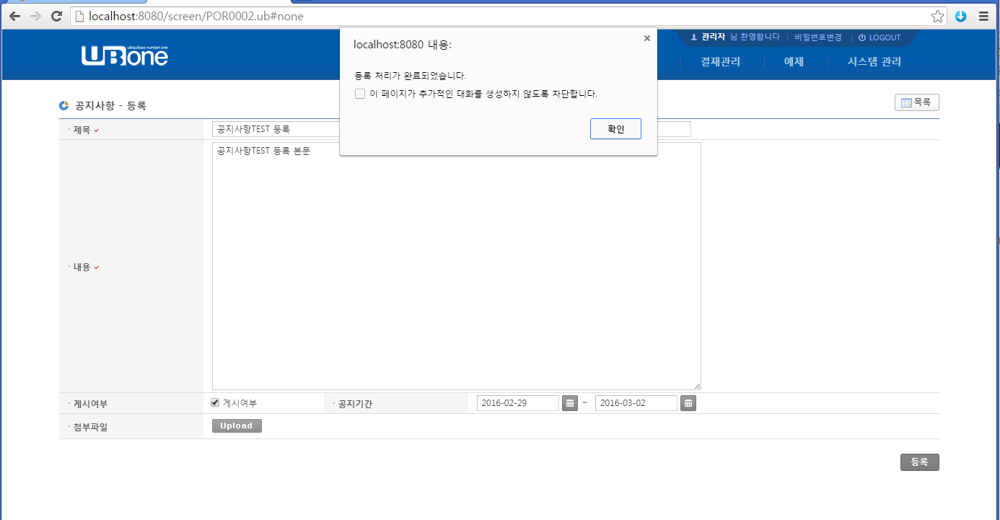 localhost:8080/screen/POR0002.ub#none
관리자 님 환영합니다 | 비밀번호변경 | LOGOUT
ubiquitous number one
UBone
결재관리 | 예제 | 시스템 관리
localhost:8080 내용:
등록 처리가 완료되었습니다.
이 페이지가 추가적인 대화를 생성하지 않도록 차단합니다.
확인
공지사항 - 등록
목록
· 제목
공지사항TEST 등록
· 내용
공지사항TEST 등록 본문
· 게시여부 게시여부 · 공지기간 2016-02-29 ~ 2016-03-02
· 첨부파일 Upload
등록